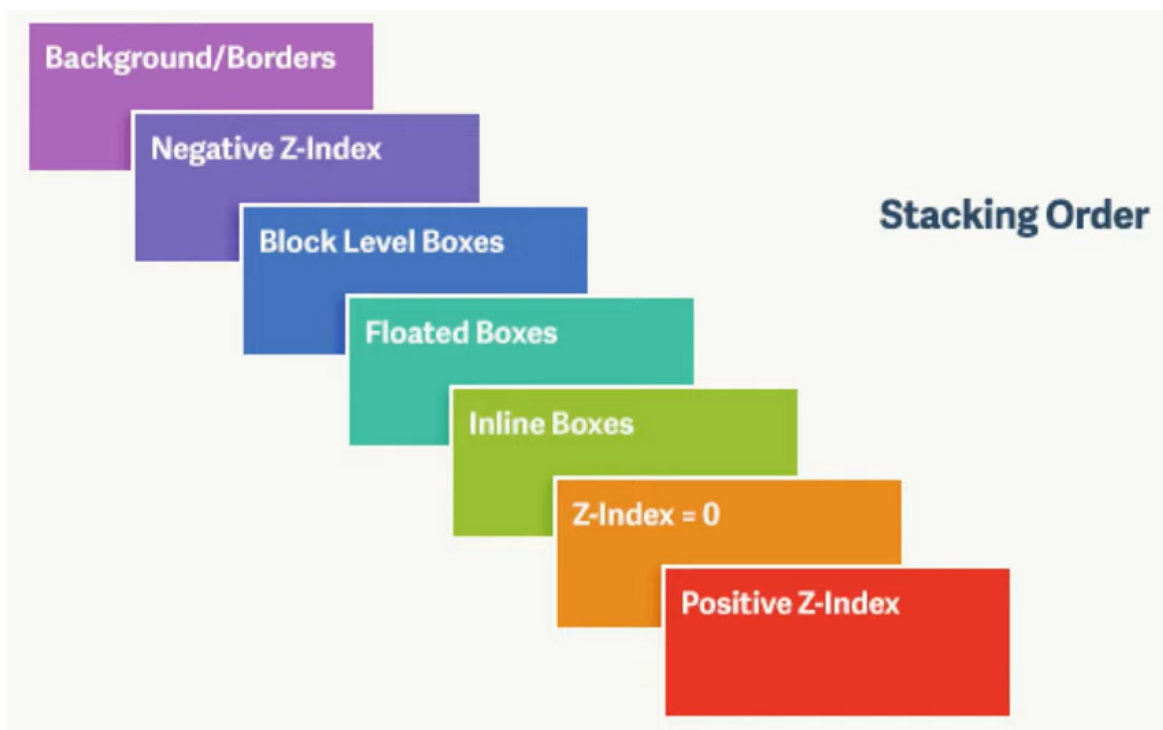 Background/Borders
Negative Z-Index
Block Level Boxes
Stacking Order
Floated Boxes
Inline Boxes
Z-Index = 0
Positive Z-Index